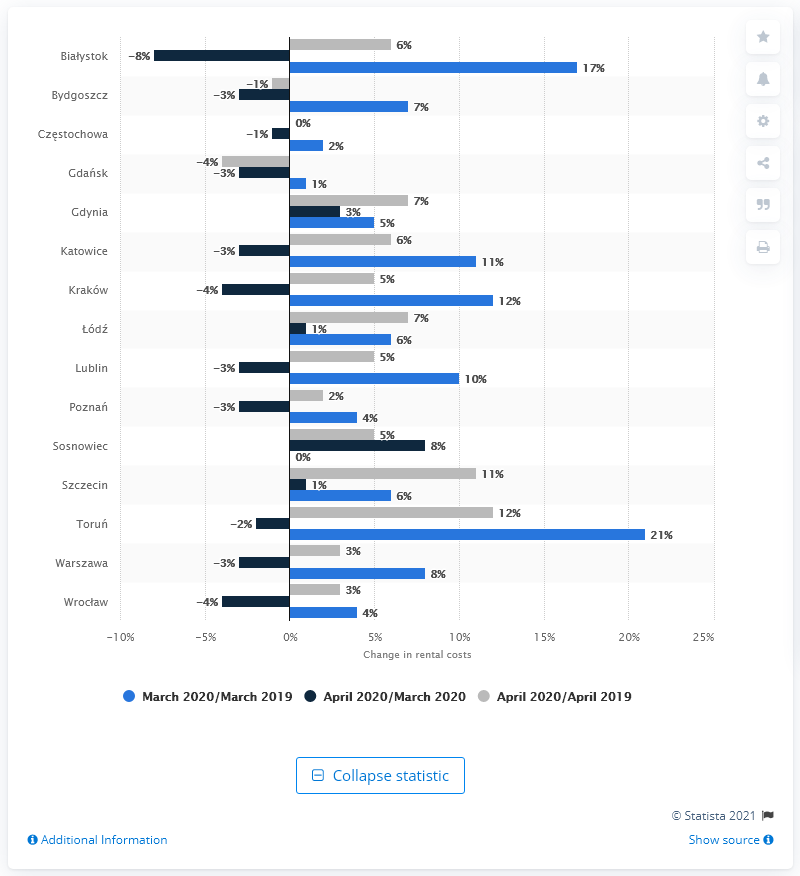 6%
Białystok
−8%
17%
−1%
Bydgoszcz
−3%
7%
0%
Częstochowa
−1%
2%
−4%
Gdańsk
−3%
1%
7%
Gdynia
3%
5%
6%
Katowice
−3%
11%
5%
Kraków
−4%
12%
7%
Łódź
1%
6%
5%
Lublin
−3%
10%
2%
Poznań
−3%
4%
5%
Sosnowiec
8%
0%
11%
Szczecin
1%
6%
12%
Toruń
−2%
21%
3%
Warszawa
−3%
8%
3%
Wrocław
−4%
4%
−10% −5% 0% 5% 10% 15% 20% 25%
Change in rental costs
March 2020/March 2019 April 2020/March 2020 April 2020/April 2019
Collapse statistic
© Statista 2021
Additional Information Show source